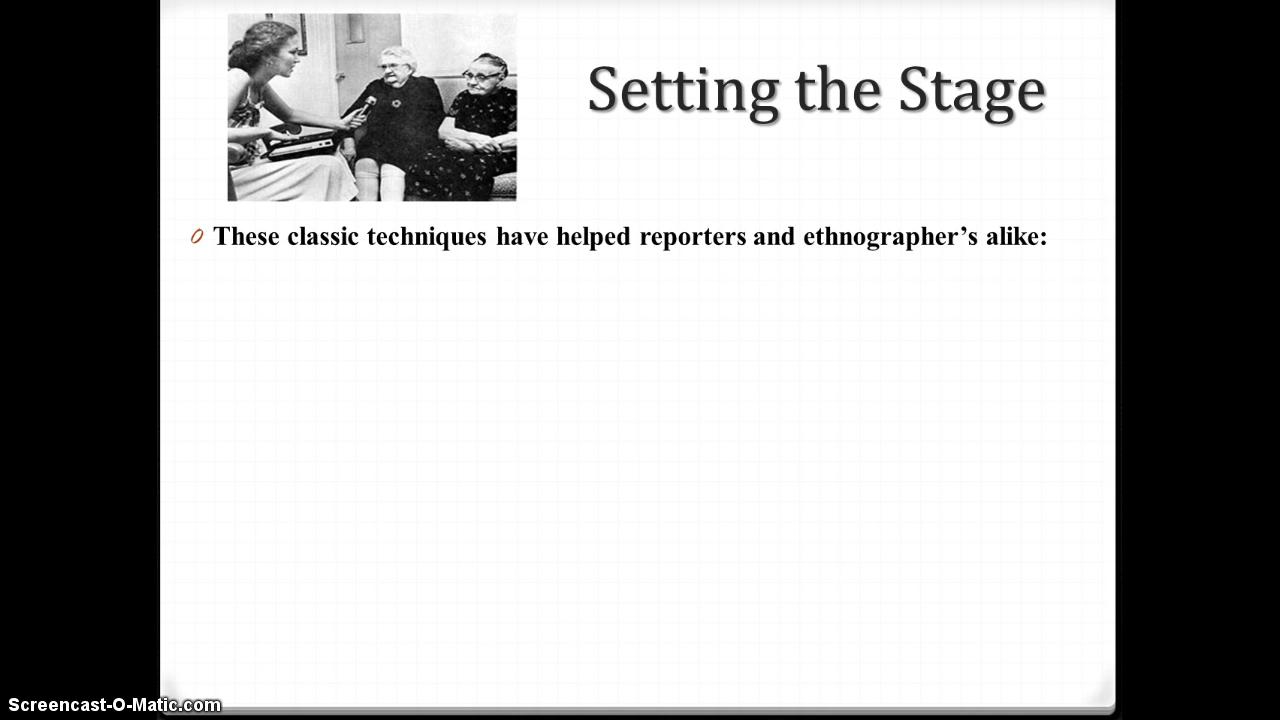 Setting the Stage
These classic techniques have helped reporters and ethnographer’s alike:
Screencast-O-Matic.com